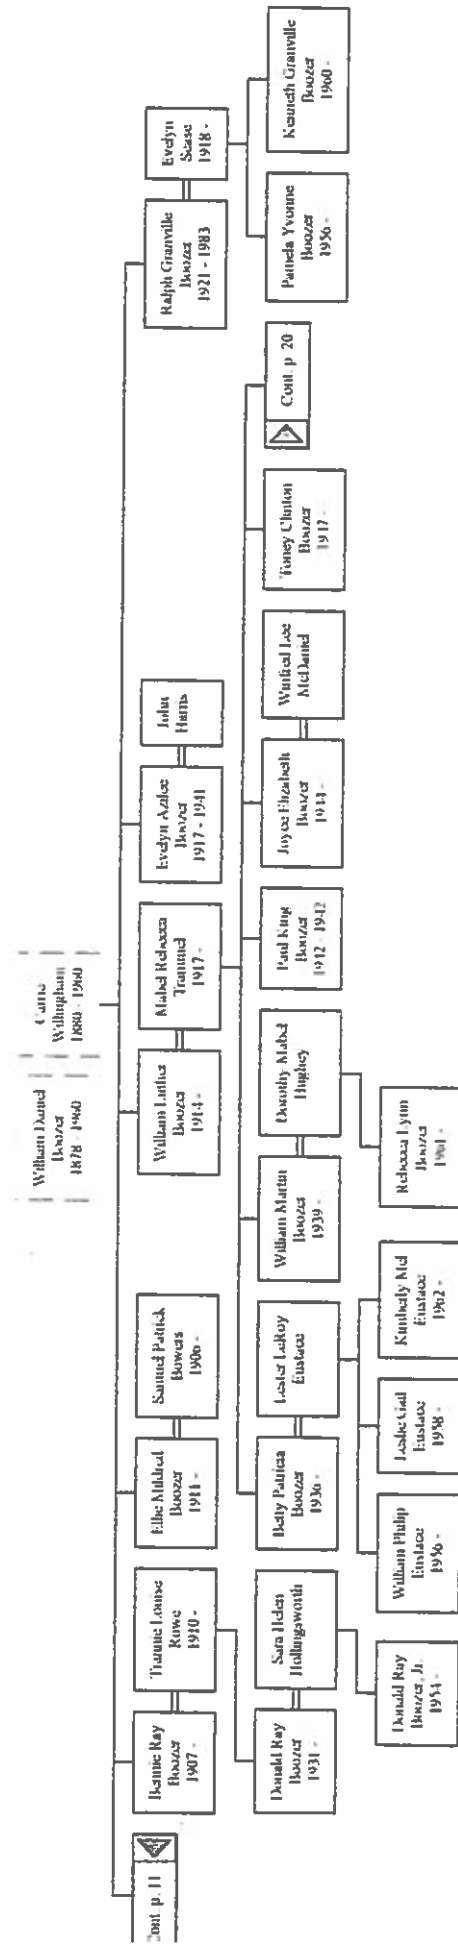 William Daniel
Boozer
1878 - 1960
Carrie
Willingham
1880 - 1960
Cont. p. 11
Bennie Ray
Boozer
1907 -
Tiannie Louise
Rowe
1910 -
Effie Mildred
Boozer
1911 -
Samuel Patrick
Bowers
1906 -
William Luther
Boozer
1914 -
Mabel Rebecca
Trammel
1917 -
Evelyn Azilee
Boozer
1917 - 1941
John
Harris
Ralph Granville
Boozer
1921 - 1983
Evelyn
Sease
1918 -
Donald Ray
Boozer
1931 -
Sara Helen
Hollingsworth
Betty Patricia
Boozer
1936 -
Lester LeRoy
Eustace
William Martin
Boozer
1939 -
Dorothy Mabel
Hughey
Paul King
Boozer
1942 - 1942
Joyce Elizabeth
Boozer
1944 -
Winfred Lee
McDaniel
Toney Clinton
Boozer
1947 -
Cont. p. 20
Pamela Yvonne
Boozer
1956 -
Kenneth Granville
Boozer
1960 -
Donald Ray
Boozer, Jr.
1954 -
William Philip
Eustace
1956 -
Leslie Gail
Eustace
1958 -
Kimberly Mel
Eustace
1962 -
Rebecca Lynn
Boozer
1961 -